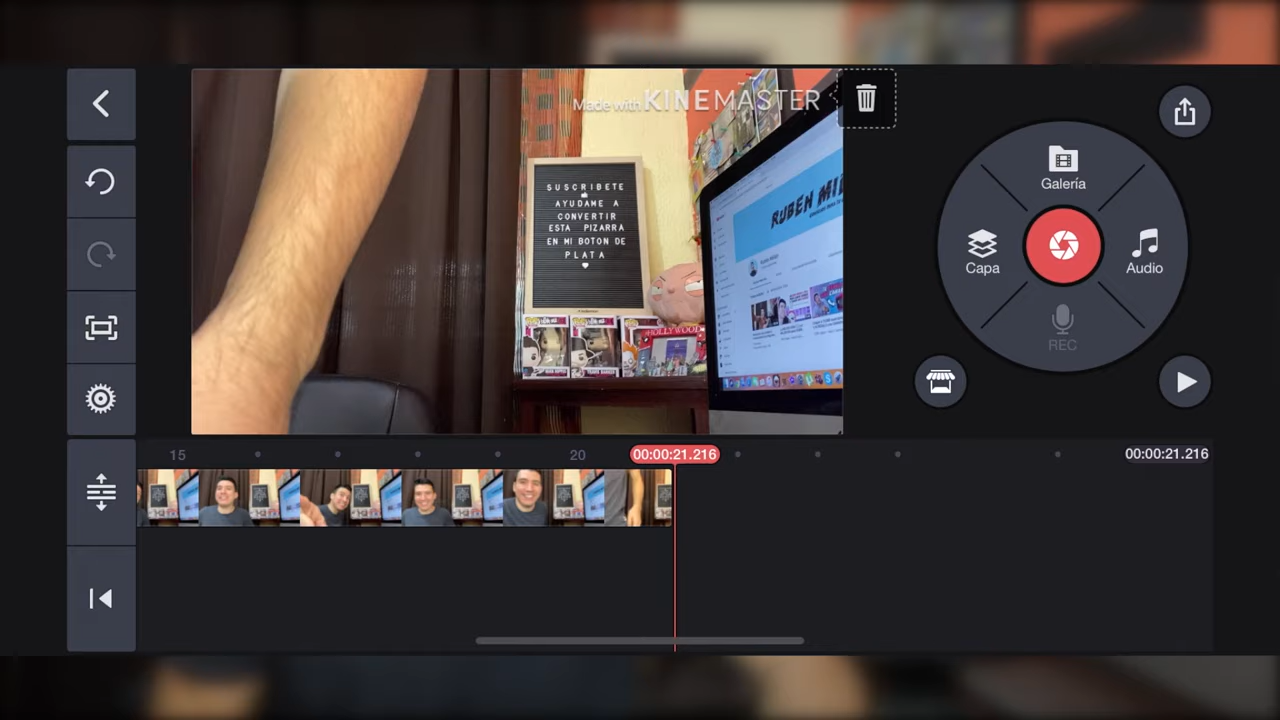 Made with KINEMASTER
Galería
Capa
Audio
REC
SUSCRIBETE
AYUDAME A
CONVERTIR
ESTA PIZARRA
EN MI BOTON DE
PLATA
RUBEN
HOLLYWOOD
15
20
00:00:21.216
00:00:21.216